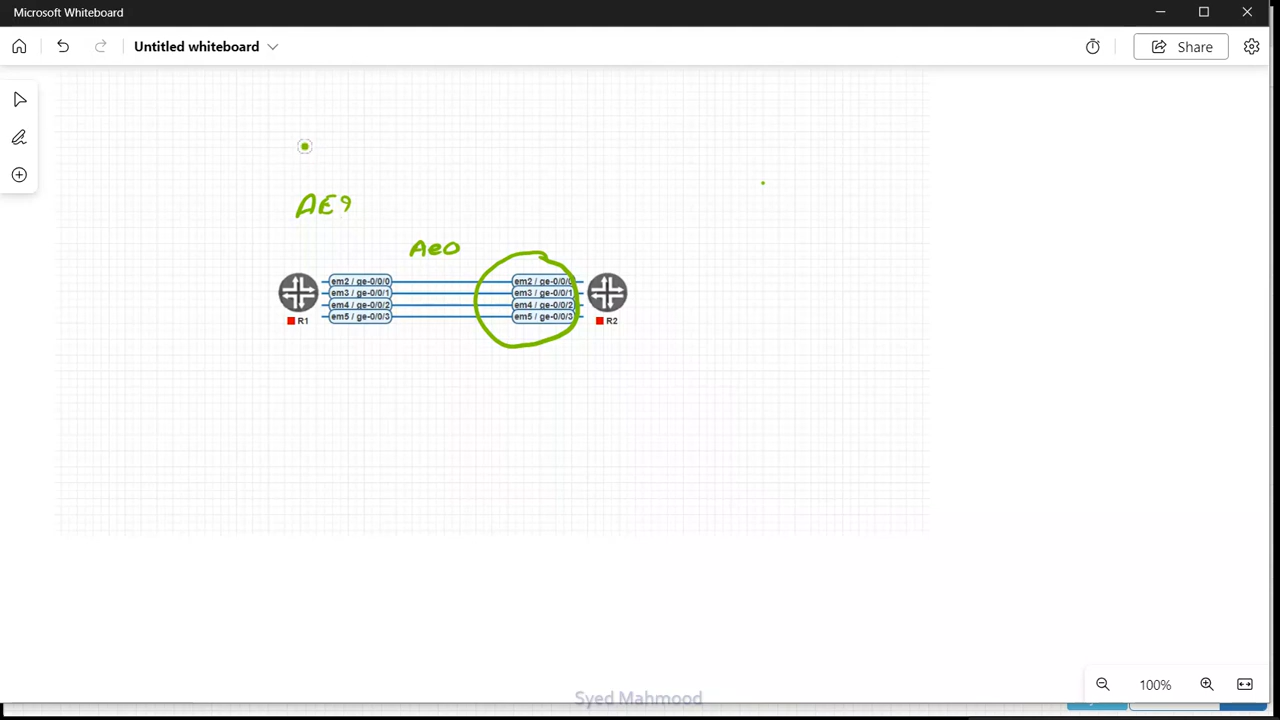 Microsoft Whiteboard
Untitled whiteboard
Share
AE9
Ae0
em2 / ge-0/0/0 em2 / ge-0/0/0
em3 / ge-0/0/1 em3 / ge-0/0/1
em4 / ge-0/0/2 em4 / ge-0/0/2
em5 / ge-0/0/3 em5 / ge-0/0/3
R1 R2
100%
Syed Mahmood